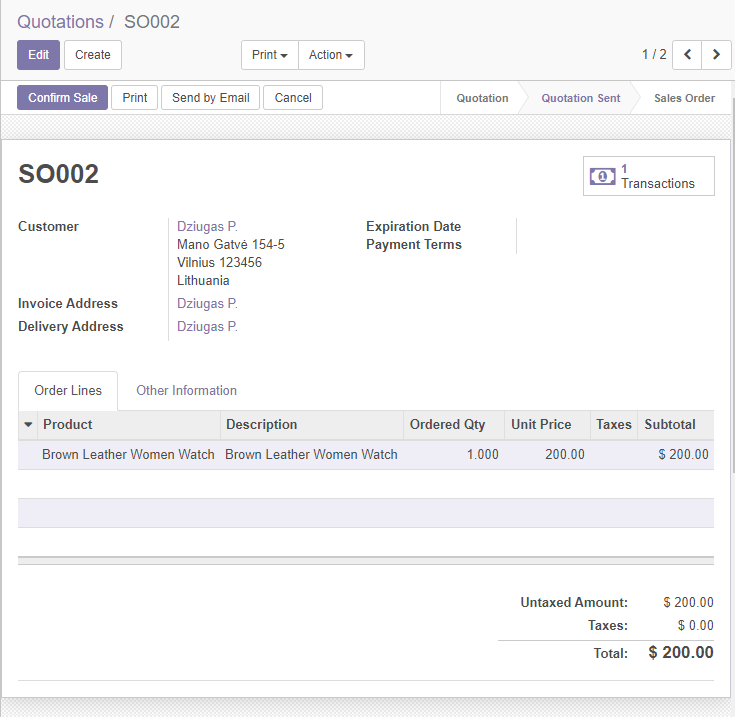 Quotations / SO002
Edit Create Print Action 1 / 2
Confirm Sale Print Send by Email Cancel Quotation Quotation Sent Sales Order
SO002
1
Transactions
Customer Dziugas P. Expiration Date
Mano Gatvė 154-5 Payment Terms
Vilnius 123456
Lithuania
Invoice Address Dziugas P.
Delivery Address Dziugas P.
Order Lines Other Information
Product Description Ordered Qty Unit Price Taxes Subtotal
Brown Leather Women Watch Brown Leather Women Watch 1.000 200.00 $ 200.00
Untaxed Amount: $ 200.00
Taxes: $ 0.00
Total: $ 200.00